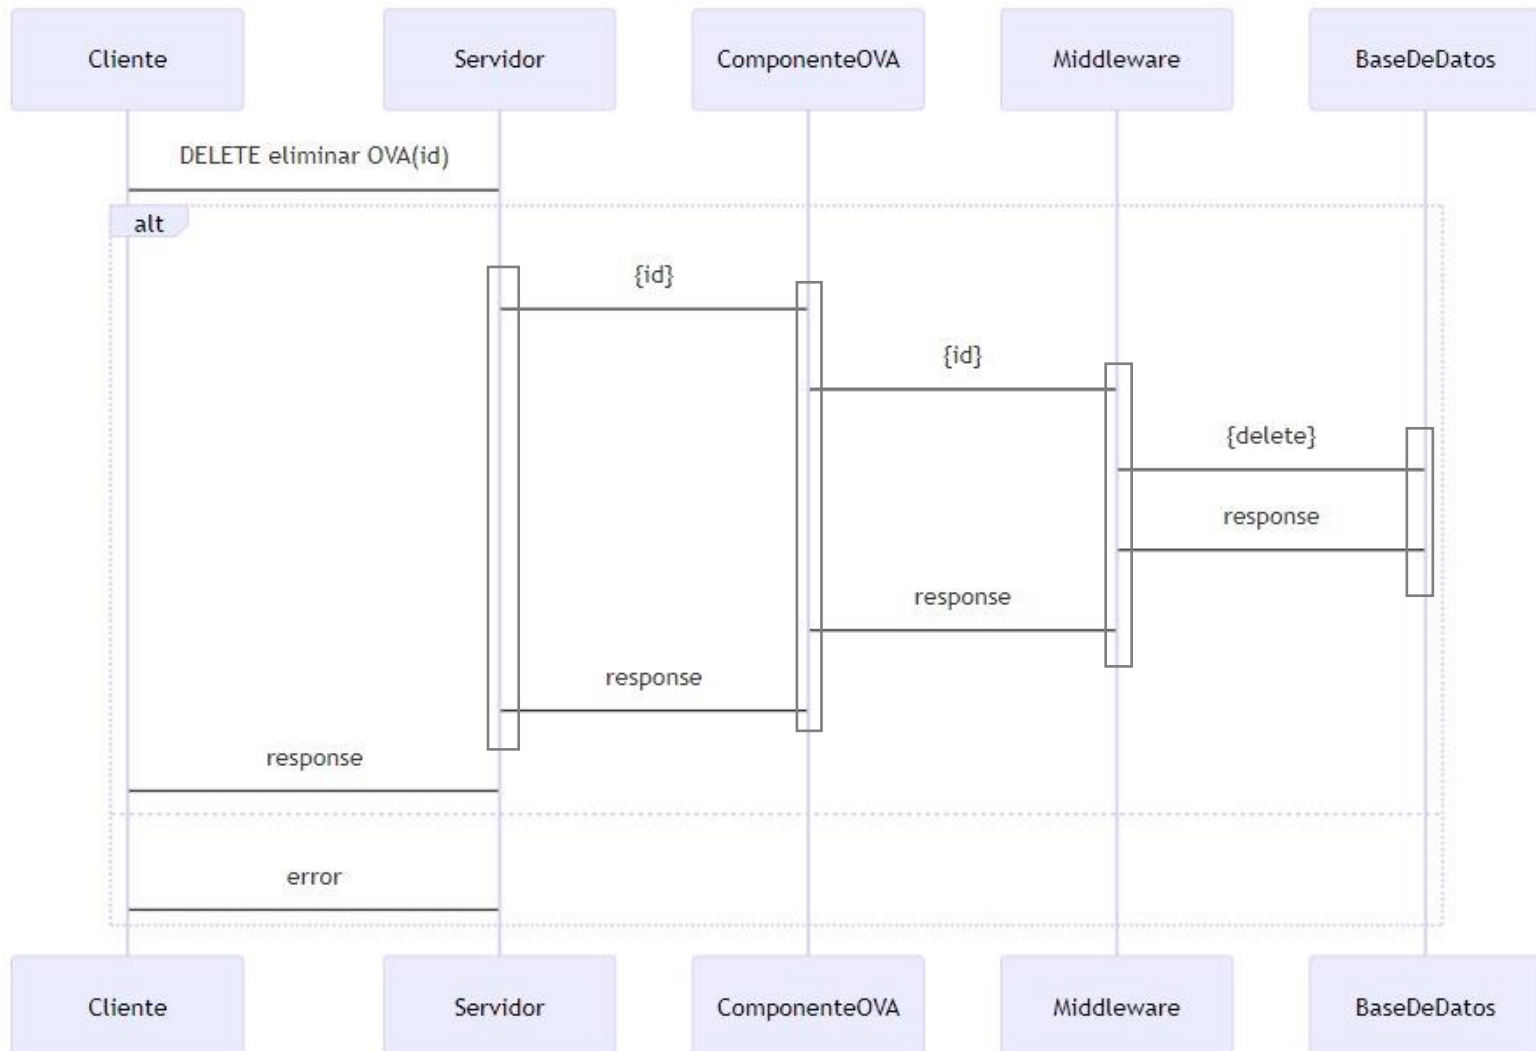 Cliente
Servidor
ComponenteOVA
Middleware
BaseDeDatos
DELETE eliminar OVA(id)
alt
{id}
{id}
{delete}
response
response
response
response
error
Cliente
Servidor
ComponenteOVA
Middleware
BaseDeDatos